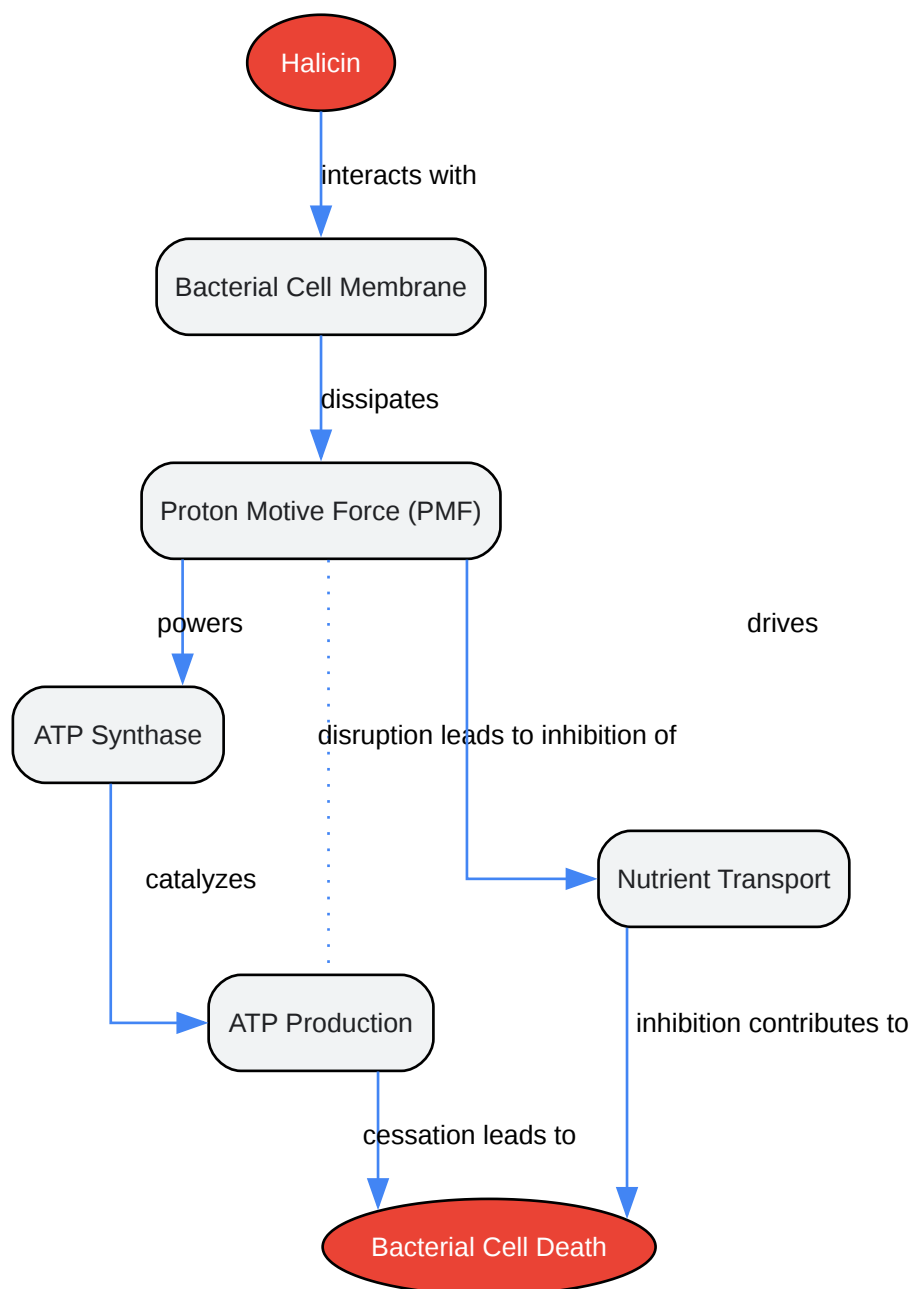 Halicin
interacts with
Bacterial Cell Membrane
dissipates
Proton Motive Force (PMF)
powers
drives
ATP Synthase
disruption leads to inhibition of
catalyzes
Nutrient Transport
ATP Production
inhibition contributes to
cessation leads to
Bacterial Cell Death